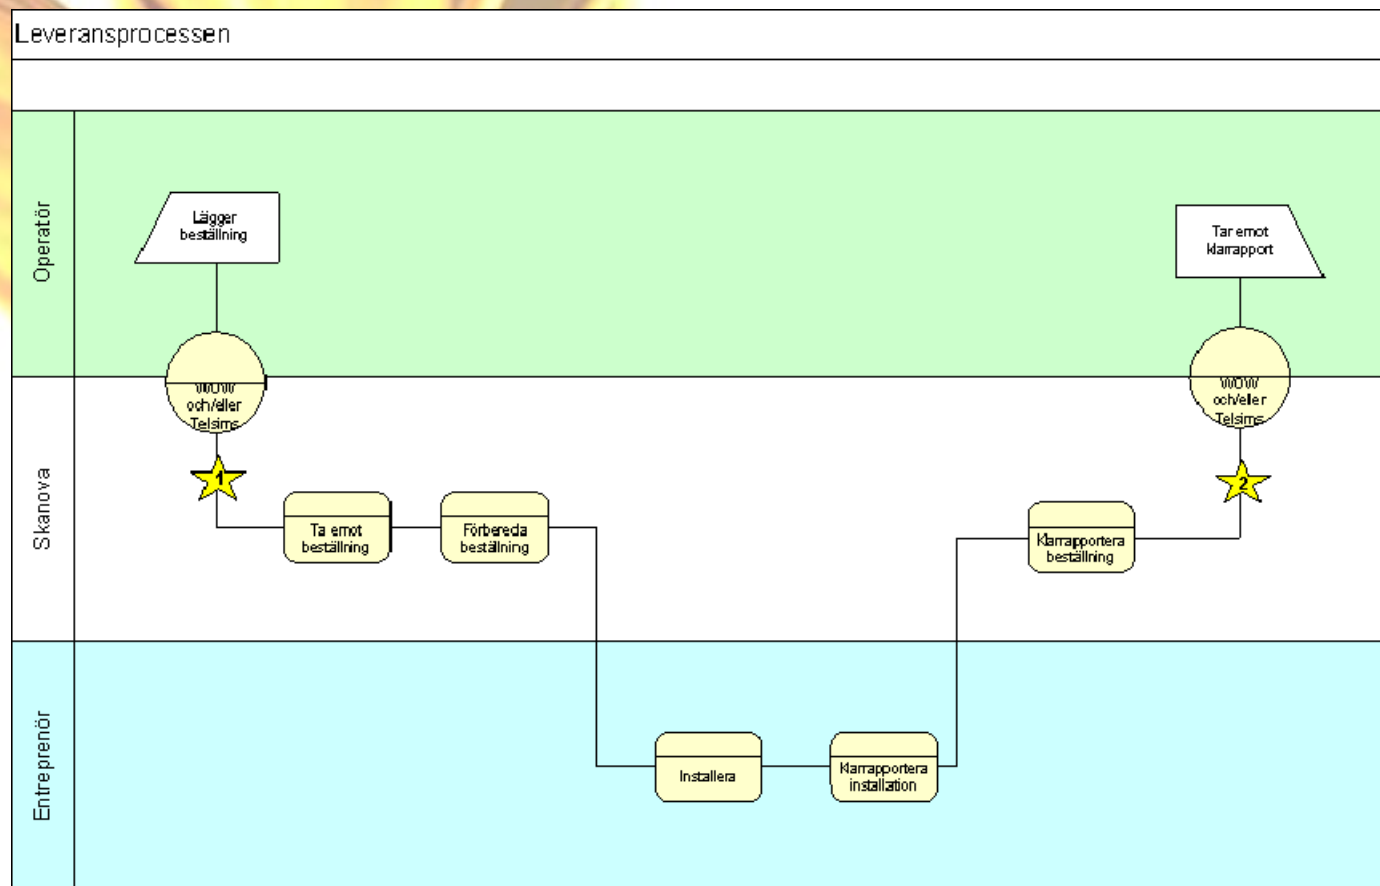 Leveransprocessen
Operatör
Lägger
beställning
Tar emot
klarrapport
WOW
och/eller
Telsims
WOW
och/eller
Telsims
Skanova
1
2
Ta emot
beställning
Förbereda
beställning
Klarrapportera
beställning
Entreprenör
Installera
Klarrapportera
installation